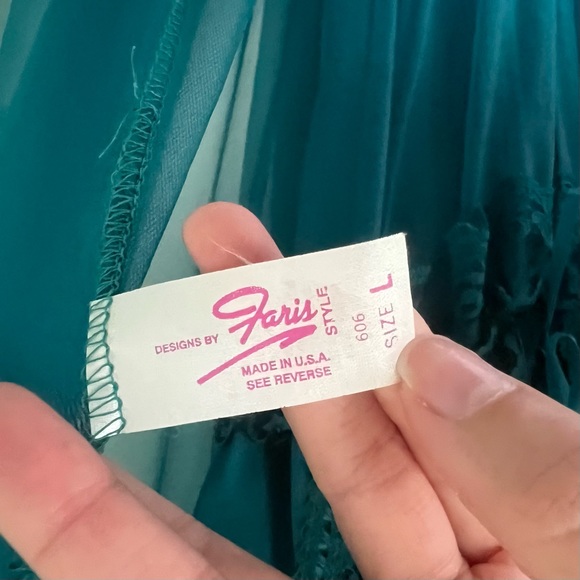 DESIGNS BY Faris
MADE IN U.S.A.
SEE REVERSE
STYLE 606
SIZE L